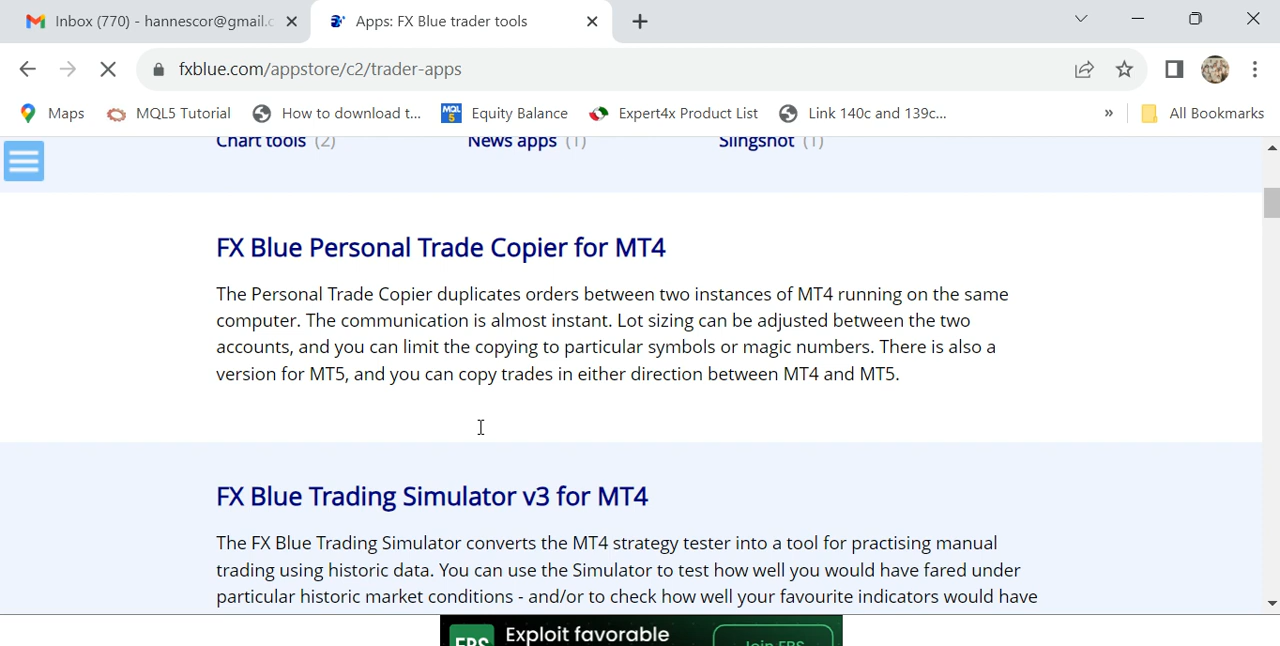 Inbox (770) - hannescor@gmail.c
Apps: FX Blue trader tools
fxblue.com/appstore/c2/trader-apps
Maps
MQL5 Tutorial
How to download t...
MQL 5
Equity Balance
Expert4x Product List
Link 140c and 139c...
»
All Bookmarks
Chart tools (2)
News apps (1)
Slingshot (1)
FX Blue Personal Trade Copier for MT4
The Personal Trade Copier duplicates orders between two instances of MT4 running on the same
computer. The communication is almost instant. Lot sizing can be adjusted between the two
accounts, and you can limit the copying to particular symbols or magic numbers. There is also a
version for MT5, and you can copy trades in either direction between MT4 and MT5.
FX Blue Trading Simulator v3 for MT4
The FX Blue Trading Simulator converts the MT4 strategy tester into a tool for practising manual
trading using historic data. You can use the Simulator to test how well you would have fared under
particular historic market conditions - and/or to check how well your favourite indicators would have
FBS
Exploit favorable
Join FBS